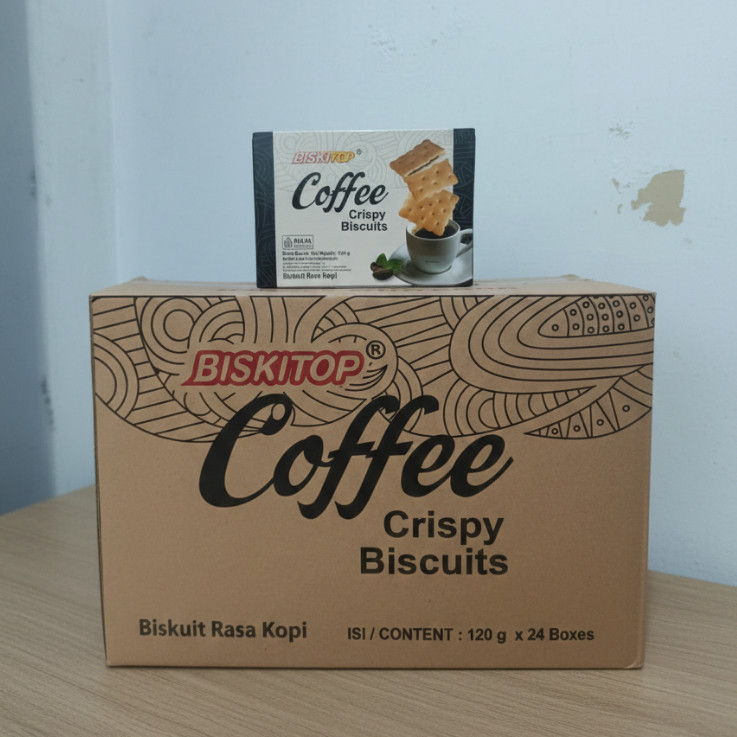 BISKITOP®
Coffee
Crispy
Biscuits
Biskuit Rasa Kopi
BISKITOP®
Coffee
Crispy
Biscuits
Biskuit Rasa Kopi
ISI / CONTENT : 120 g x 24 Boxes